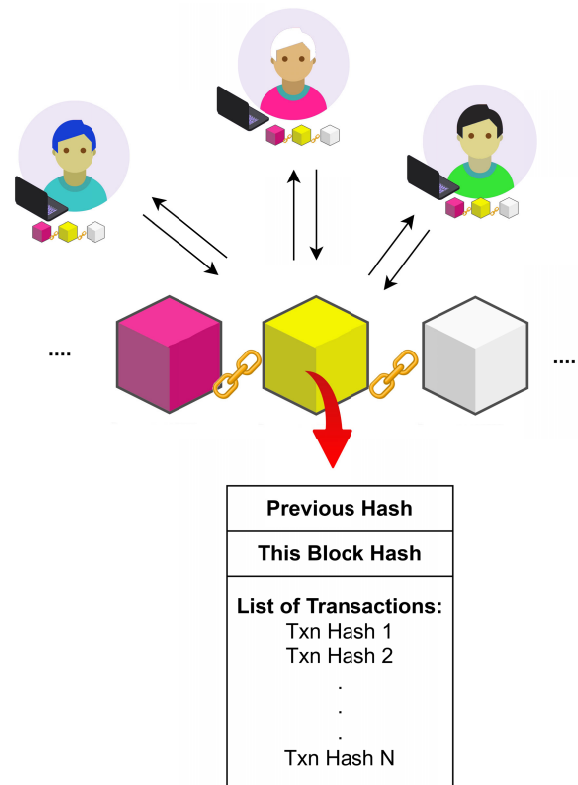 .... ....
Previous Hash
This Block Hash
List of Transactions:
Txn Hash 1
Txn Hash 2
.
.
.
Txn Hash N